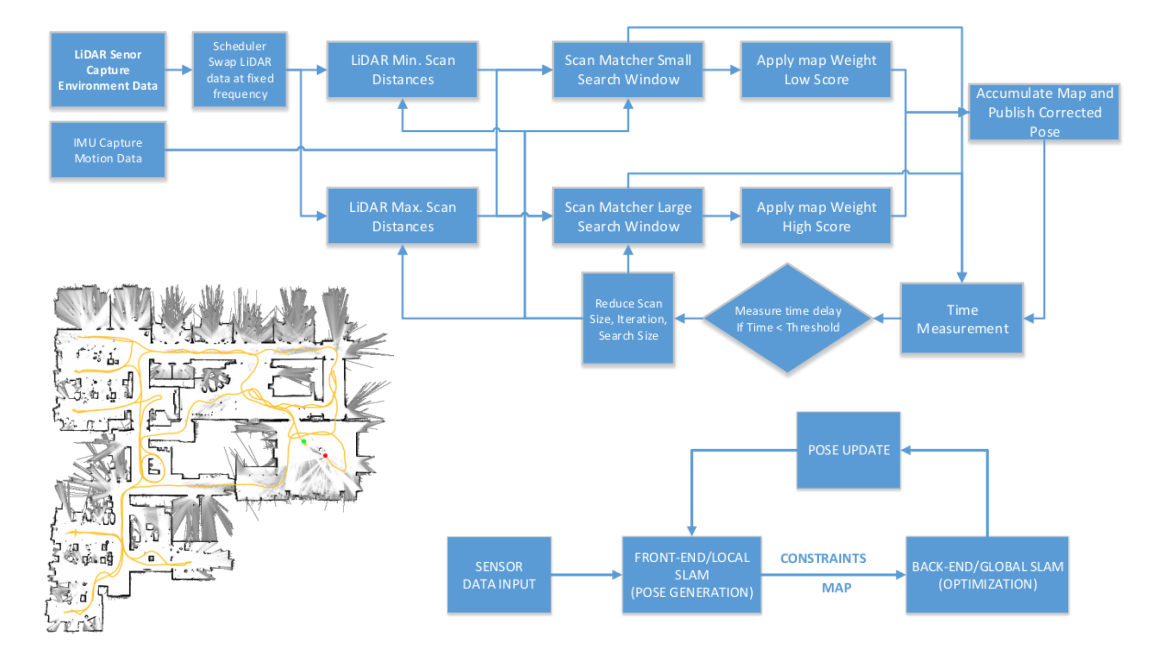 LiDAR Senor
Capture
Environment Data
Scheduler
Swap LiDAR
data at fixed
frequency
LiDAR Min. Scan
Distances
Scan Matcher Small
Search Window
Apply map Weight
Low Score
Accumulate Map and
Publish Corrected
Pose
IMU Capture
Motion Data
LiDAR Max. Scan
Distances
Scan Matcher Large
Search Window
Apply map Weight
High Score
Reduce Scan
Size, Iteration,
Search Size
Measure time delay
If Time < Threshold
Time
Measurement
POSE UPDATE
SENSOR
DATA INPUT
FRONT-END/LOCAL
SLAM
(POSE GENERATION)
CONSTRAINTS
MAP
BACK-END/GLOBAL SLAM
(OPTIMIZATION)